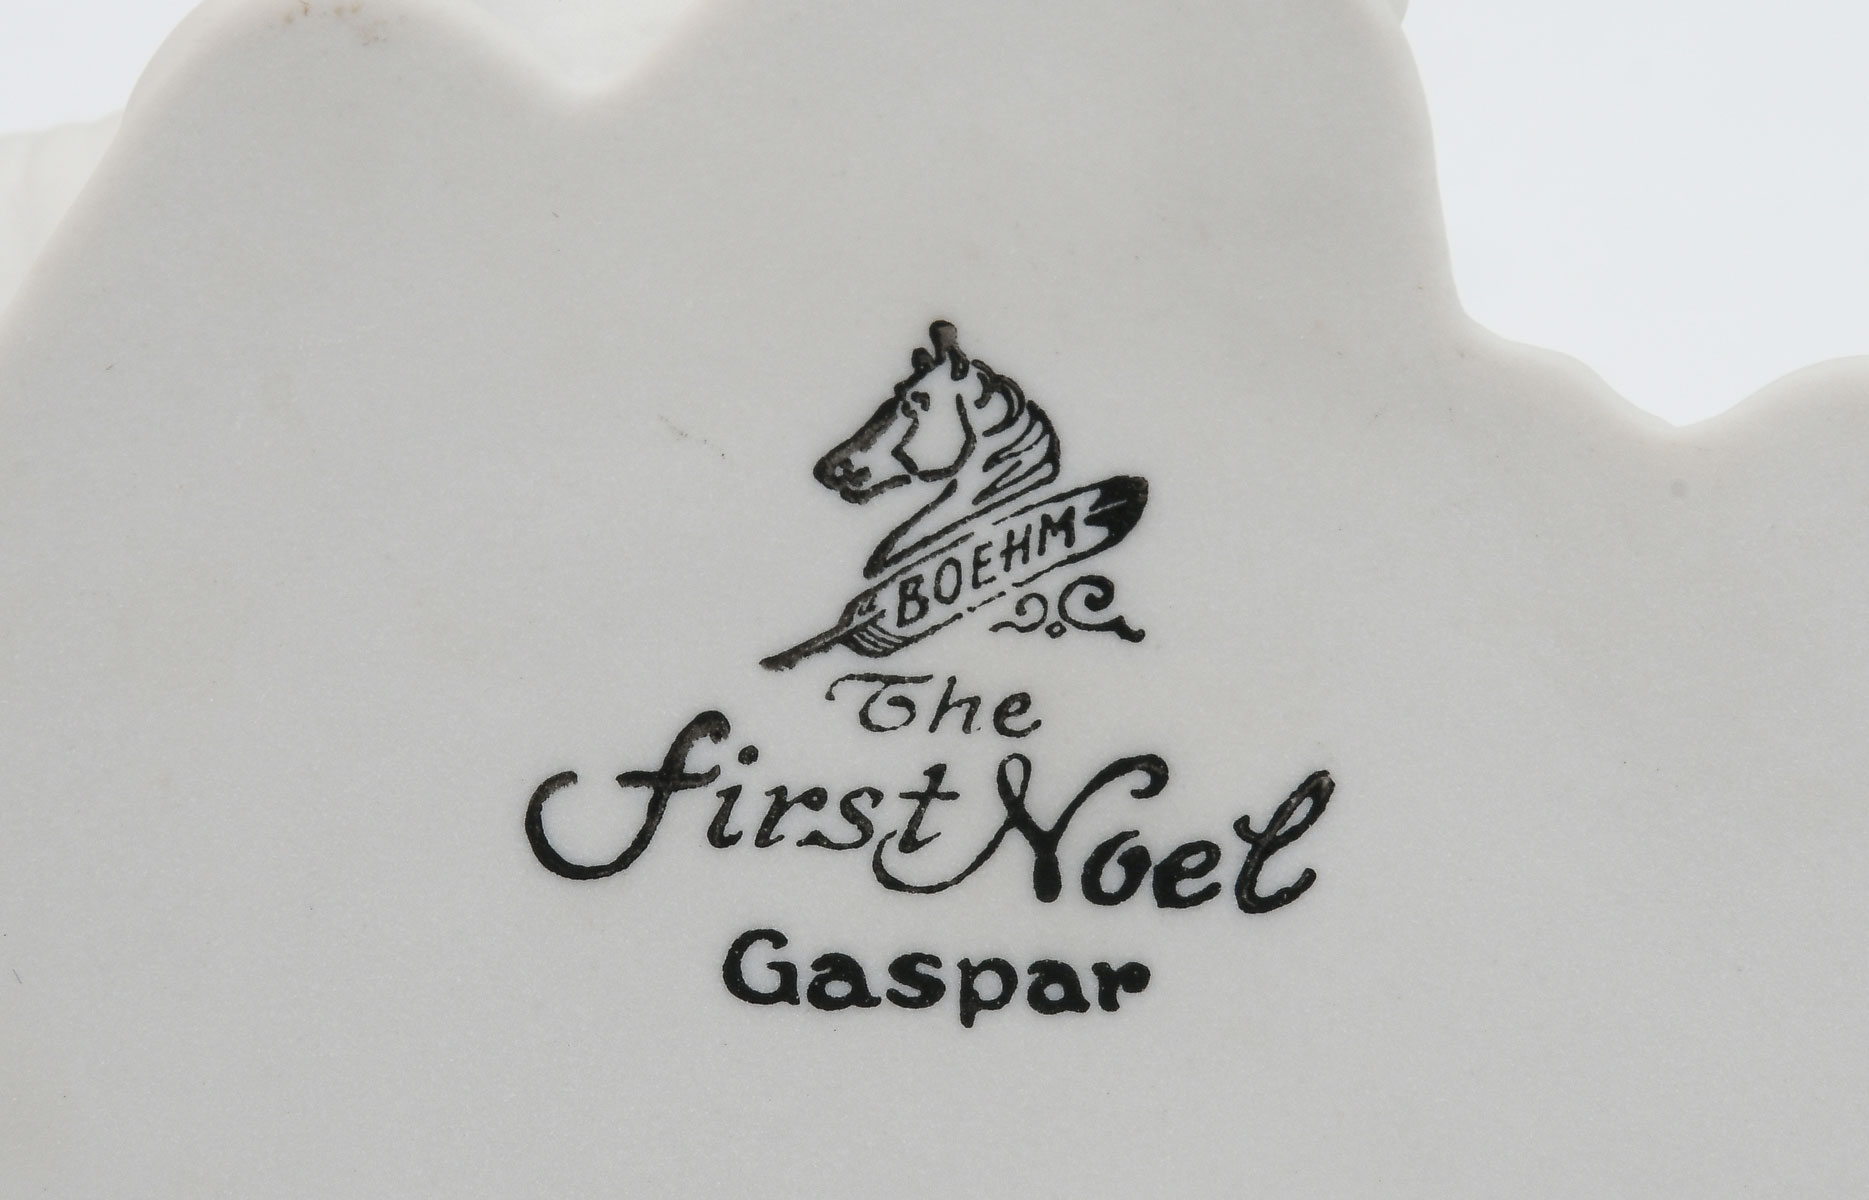 BOEHM
The
First Noel
Gaspar